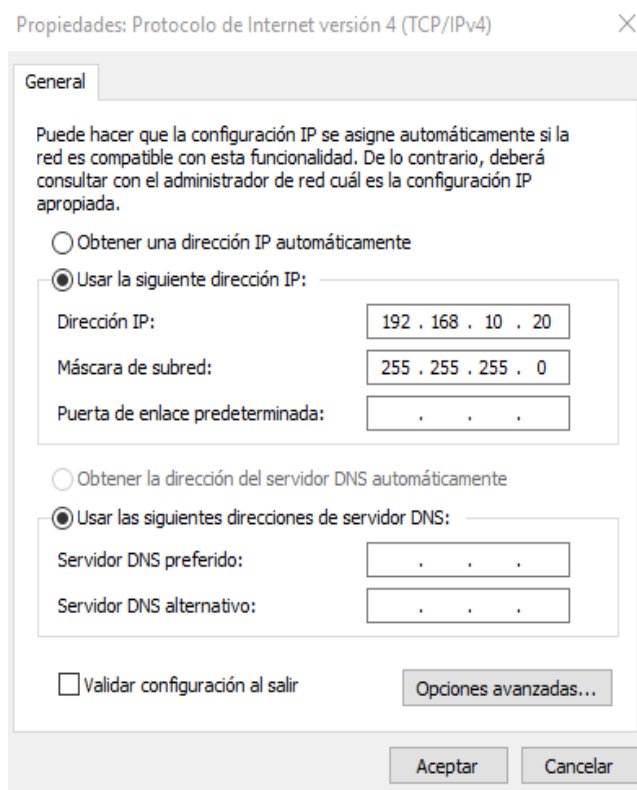 Propiedades: Protocolo de Internet versión 4 (TCP/IPv4)
General
Puede hacer que la configuración IP se asigne automáticamente si la
red es compatible con esta funcionalidad. De lo contrario, deberá
consultar con el administrador de red cuál es la configuración IP
apropiada.
Obtener una dirección IP automáticamente
Usar la siguiente dirección IP:
Dirección IP: 192 . 168 . 10 . 20
Máscara de subred: 255 . 255 . 255 . 0
Puerta de enlace predeterminada: . . .
Obtener la dirección del servidor DNS automáticamente
Usar las siguientes direcciones de servidor DNS:
Servidor DNS preferido: . . .
Servidor DNS alternativo: . . .
Validar configuración al salir Opciones avanzadas...
Aceptar Cancelar